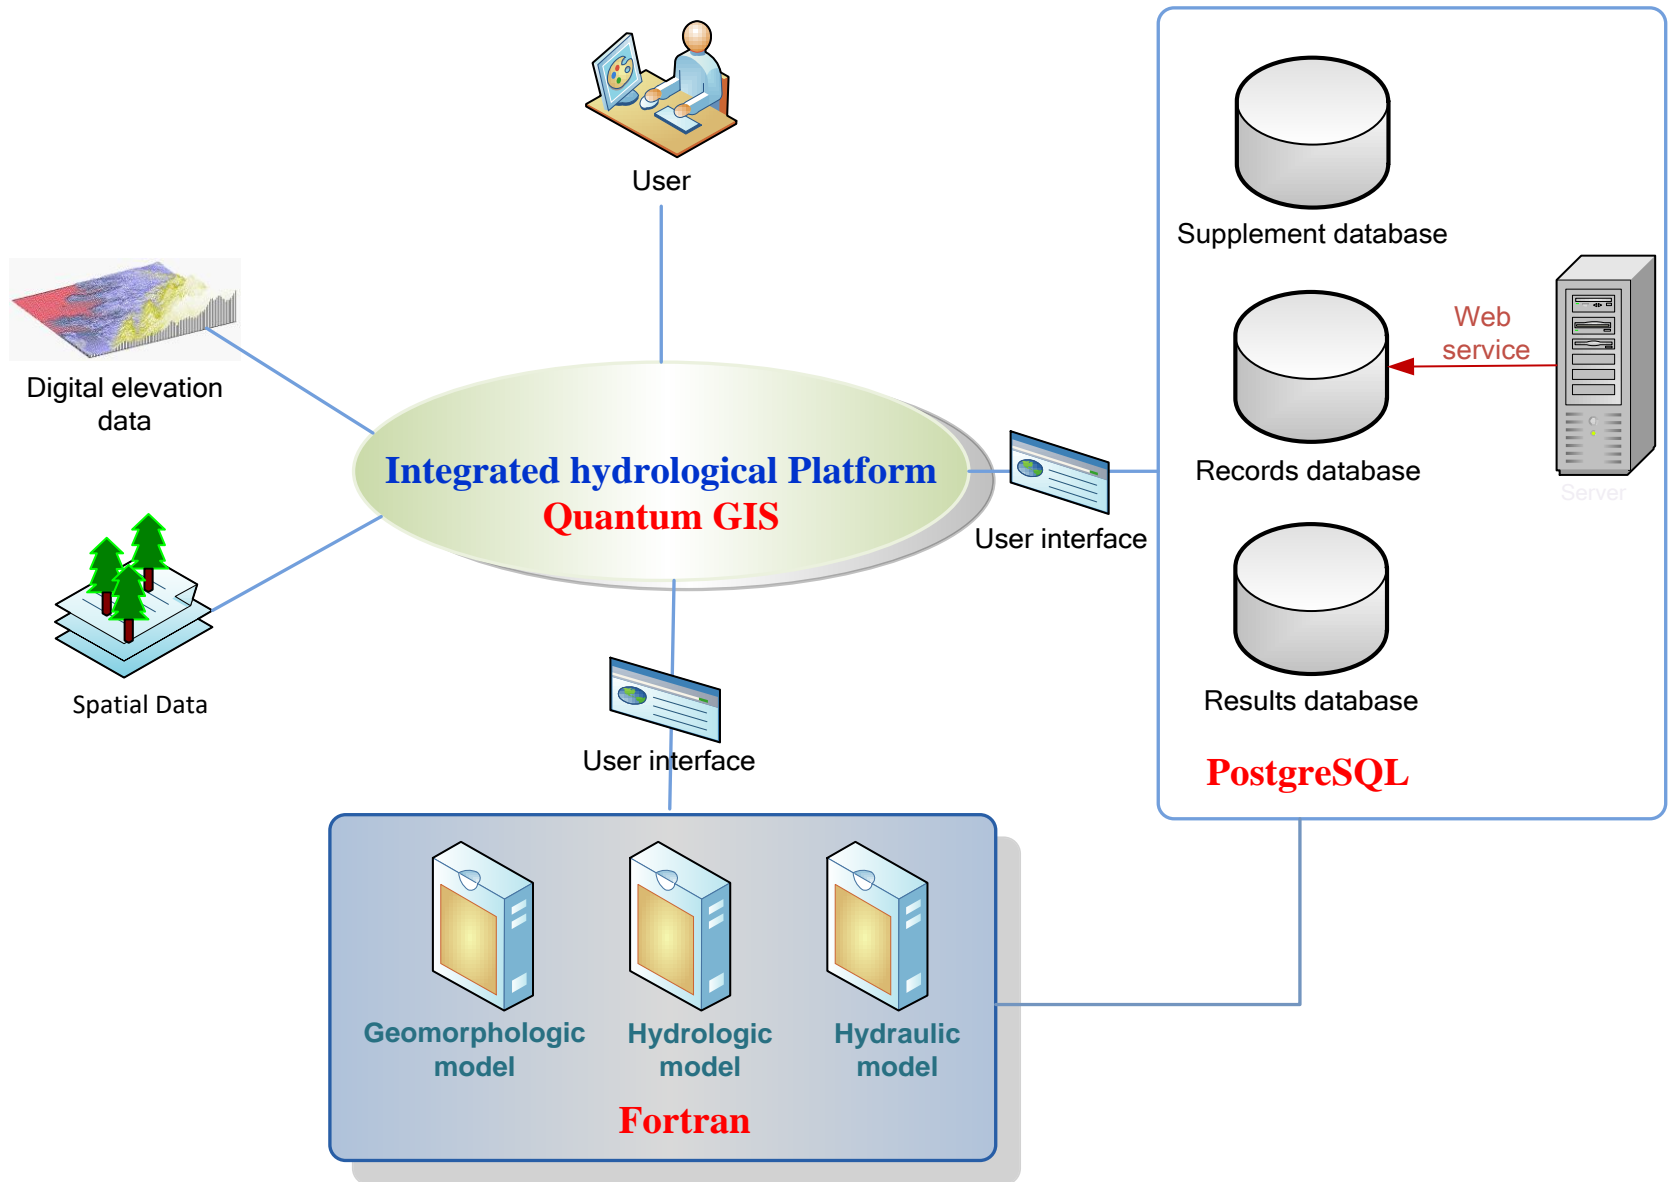 User
Supplement database
Web
service
Digital elevation
data
Integrated hydrological Platform
Quantum GIS
Records database
Server
User interface
Spatial Data
Results database
User interface
PostgreSQL
Geomorphologic
model
Hydrologic
model
Hydraulic
model
Fortran